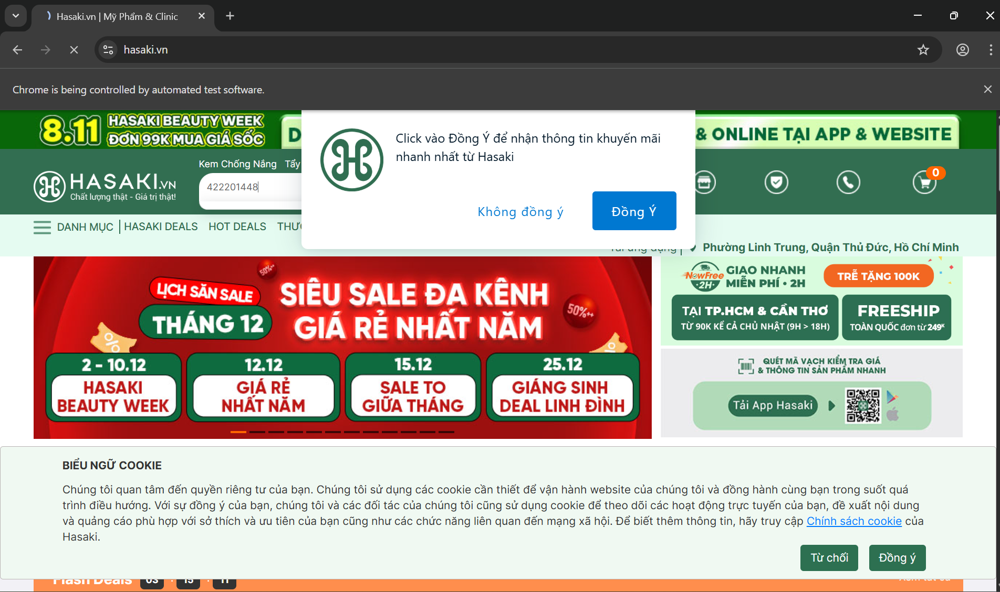 Hasaki.vn | Mỹ Phẩm & Clinic
hasaki.vn
Chrome is being controlled by automated test software.
8.11
HASAKI BEAUTY WEEK
ĐƠN 99K MUA GIÁ SỐC
D
& ONLINE TẠI APP & WEBSITE
Click vào Đồng Ý để nhận thông tin khuyến mãi
nhanh nhất từ Hasaki
Không đồng ý
Đồng Ý
Kem Chống Nắng Tẩy
HASAKI.VN
Chất lượng thật - Giá trị thật!
422201448
0
DANH MỤC
HASAKI DEALS
HOT DEALS
Tải ứng dụng
Phường Linh Trung, Quận Thủ Đức, Hồ Chí Minh
LỊCH SĂN SALE
THÁNG 12
SIÊU SALE ĐA KÊNH
GIÁ RẺ NHẤT NĂM
50%++
50%++
%
2 - 10.12
HASAKI
BEAUTY WEEK
12.12
GIÁ RẺ
NHẤT NĂM
15.12
SALE TO
GIỮA THÁNG
25.12
GIÁNG SINH
DEAL LINH ĐÌNH
NowFree
2H
GIAO NHANH
MIỄN PHÍ • 2H
TRỄ TẶNG 100K
TẠI TP.HCM & CẦN THƠ
TỪ 90K KỂ CẢ CHỦ NHẬT (9H > 18H)
FREESHIP
TOÀN QUỐC đơn từ 249K
QUÉT MÃ VẠCH KIỂM TRA GIÁ
& THÔNG TIN SẢN PHẨM NHANH
Tải App Hasaki
BIỂU NGỮ COOKIE
Chúng tôi quan tâm đến quyền riêng tư của bạn. Chúng tôi sử dụng các cookie cần thiết để vận hành website của chúng tôi và đồng hành cùng bạn trong suốt quá
trình điều hướng. Với sự đồng ý của bạn, chúng tôi và các đối tác của chúng tôi cũng sử dụng cookie để theo dõi các hoạt động trực tuyến của bạn, đề xuất nội dung
và quảng cáo phù hợp với sở thích và ưu tiên của bạn cũng như các chức năng liên quan đến mạng xã hội. Để biết thêm thông tin, hãy truy cập Chính sách cookie của
Hasaki.
Từ chối
Đồng ý
Flash Deals 03 : 15 : 11